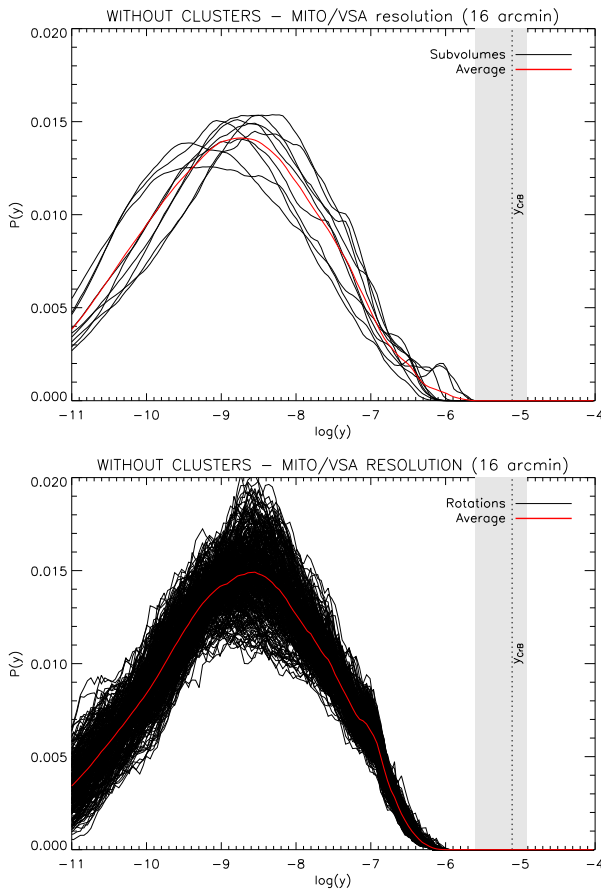 WITHOUT CLUSTERS – MITO/VSA resolution (16 arcmin)
0.020
Subvolumes
Average
0.015
P(y)
0.010
yCrB
0.005
0.000
-11 -10 -9 -8 -7 -6 -5 -4
log(y)
WITHOUT CLUSTERS – MITO/VSA RESOLUTION (16 arcmin)
0.020
Rotations
Average
0.015
P(y)
0.010
yCrB
0.005
0.000
-11 -10 -9 -8 -7 -6 -5 -4
log(y)